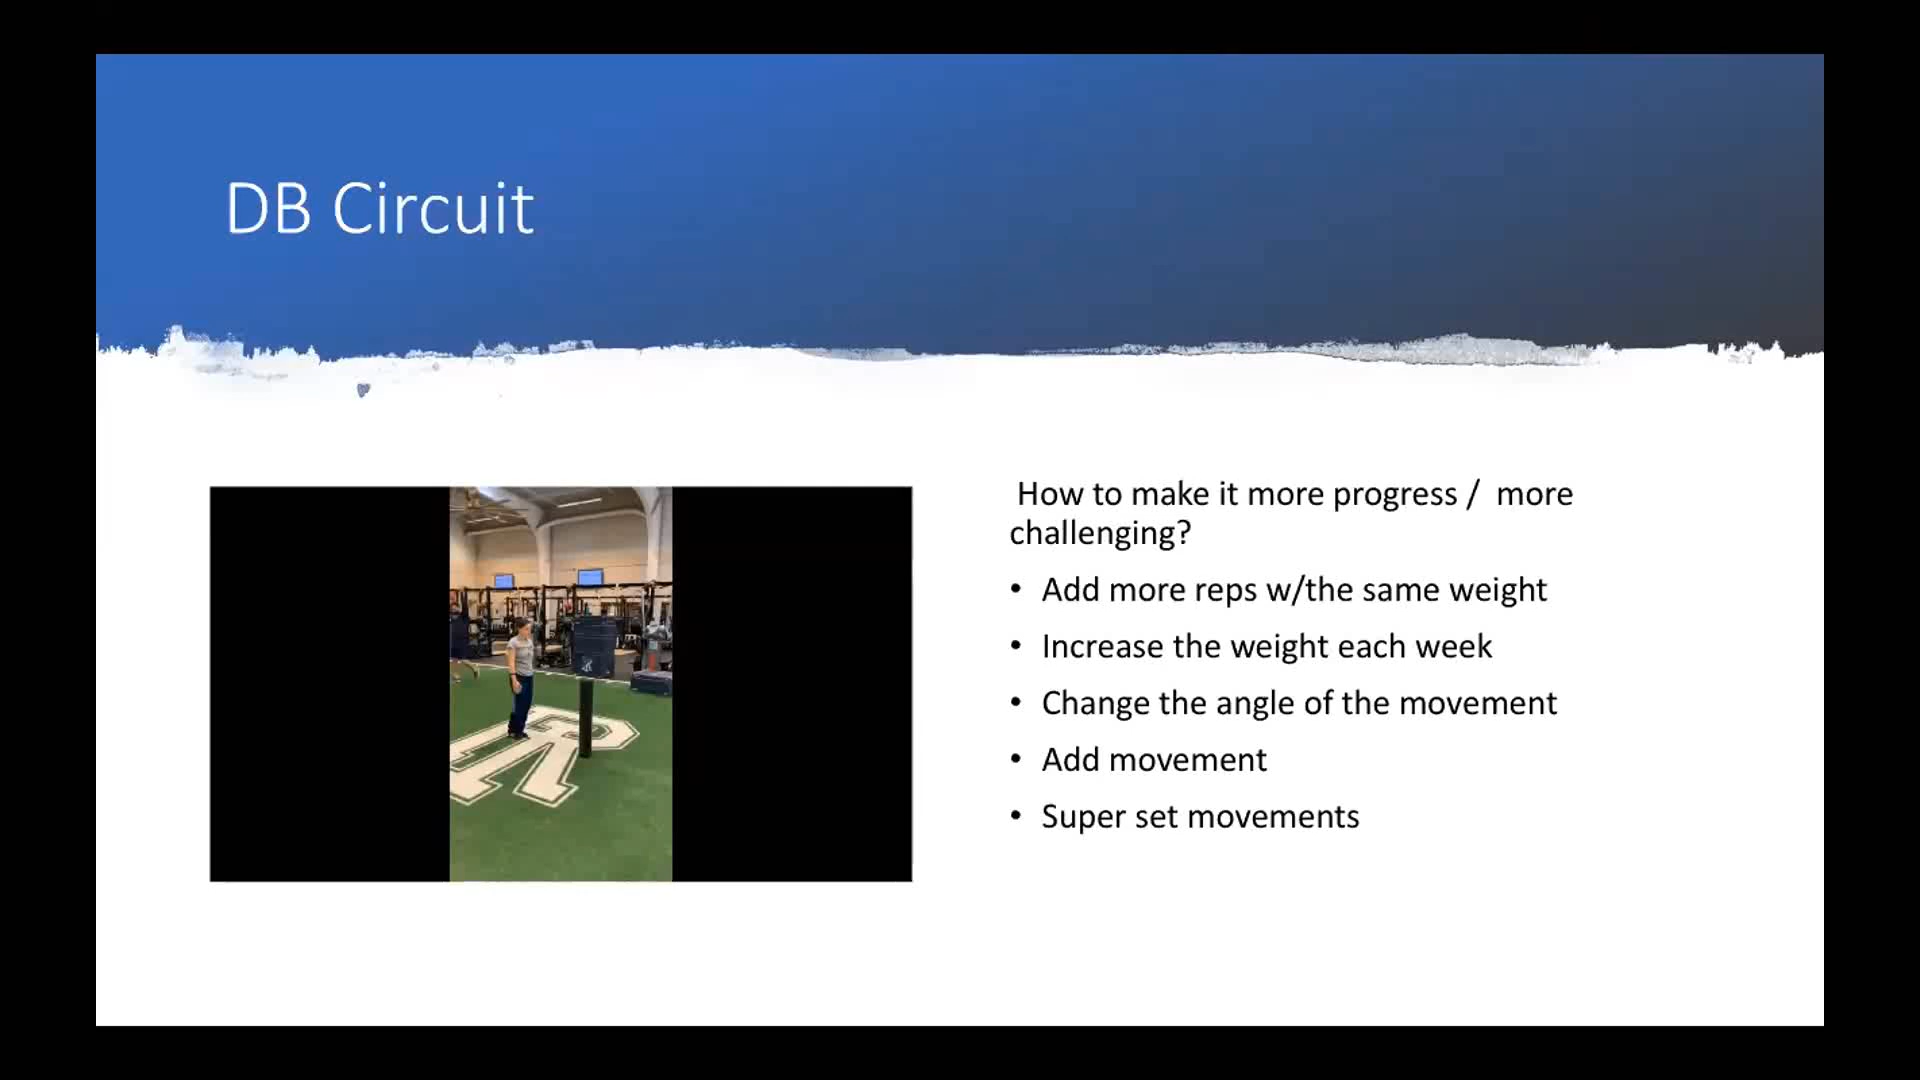 DB Circuit
How to make it more progress /  more
challenging?
• Add more reps w/the same weight
• Increase the weight each week
• Change the angle of the movement
• Add movement
• Super set movements